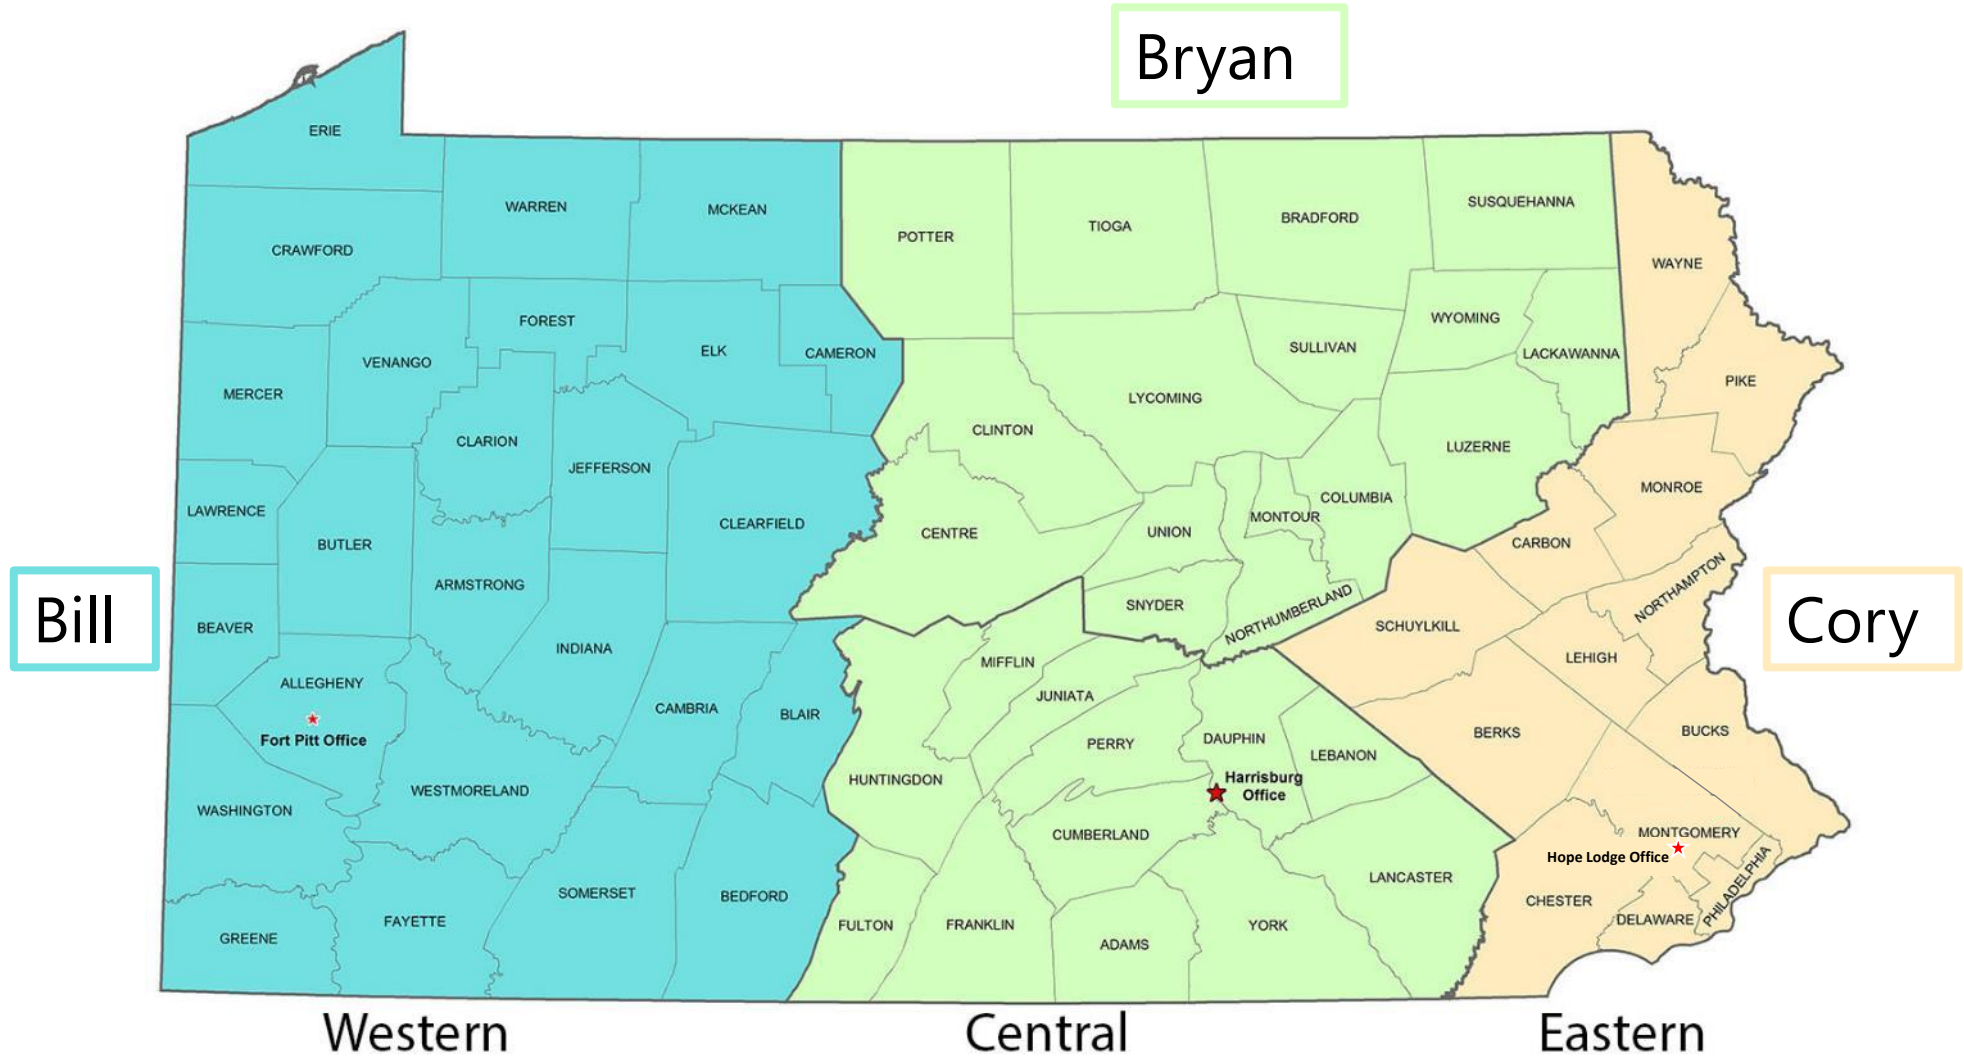 Bryan
ERIE
WARREN
MCKEAN
CRAWFORD
POTTER
TIOGA
BRADFORD
SUSQUEHANNA
WAYNE
FOREST
VENANGO
ELK
CAMERON
MERCER
SULLIVAN
WYOMING
LACKAWANNA
PIKE
CLARION
JEFFERSON
CLINTON
LYCOMING
LUZERNE
LAWRENCE
BUTLER
CLEARFIELD
CENTRE
UNION
MONTOUR
COLUMBIA
MONROE
CARBON
ARMSTRONG
SNYDER
NORTHUMBERLAND
SCHUYLKILL
NORTHAMPTON
Bill
BEAVER
INDIANA
MIFFLIN
JUNIATA
LEHIGH
Cory
ALLEGHENY
Fort Pitt Office
CAMBRIA
BLAIR
PERRY
DAUPHIN
LEBANON
BERKS
BUCKS
WASHINGTON
WESTMORELAND
HUNTINGDON
Harrisburg
Office
CUMBERLAND
MONTGOMERY
Hope Lodge Office
PHILADELPHIA
GREENE
FAYETTE
SOMERSET
BEDFORD
FULTON
FRANKLIN
ADAMS
YORK
LANCASTER
CHESTER
DELAWARE
Western
Central
Eastern